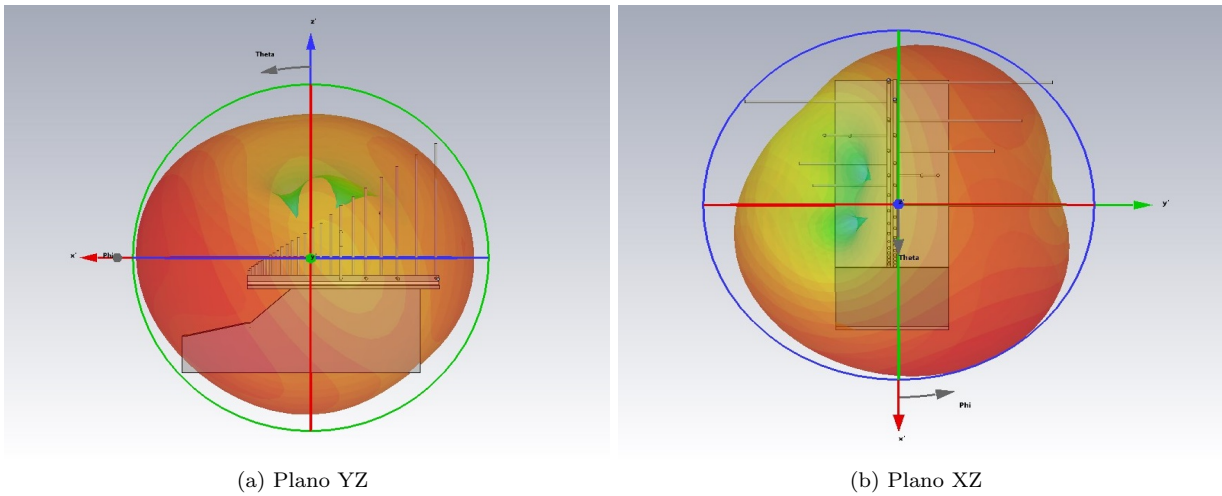 z´
Theta
x´
Phi
y´
(a) Plano YZ
z´
y´
Theta
Phi
x´
(b) Plano XZ